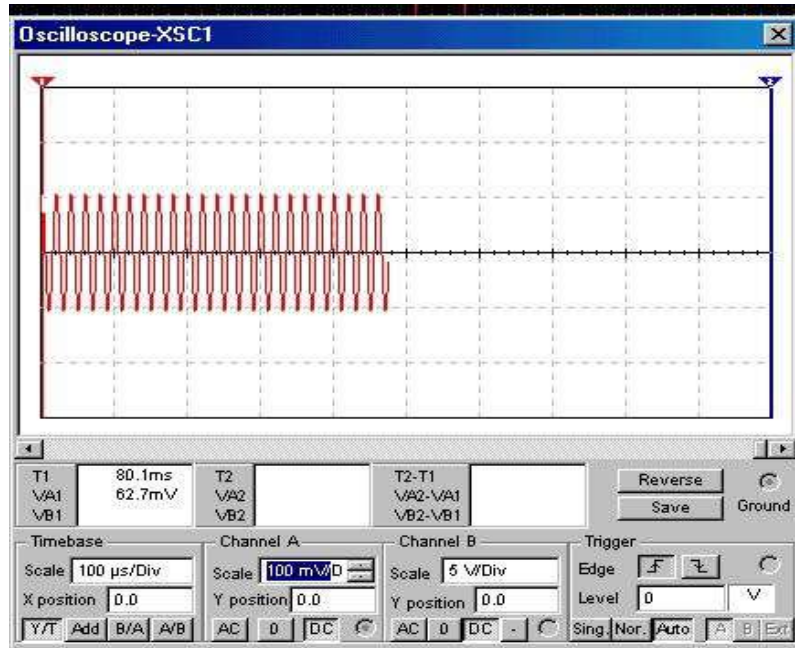 Oscilloscope-XSC1
1
2
T1 80.1ms T2 T2-T1 Reverse
VA1 62.7mV VA2 VA2-VA1
VB1 VB2 VB2-VB1 Save Ground
Timebase Channel A Channel B Trigger
Scale 100 µs/Div Scale 100 mV/D Scale 5 V/Div Edge
X position 0.0 Y position 0.0 Y position 0.0 Level 0 V
Y/T Add B/A A/B AC 0 DC AC 0 DC - Sing. Nor. Auto A B Ext